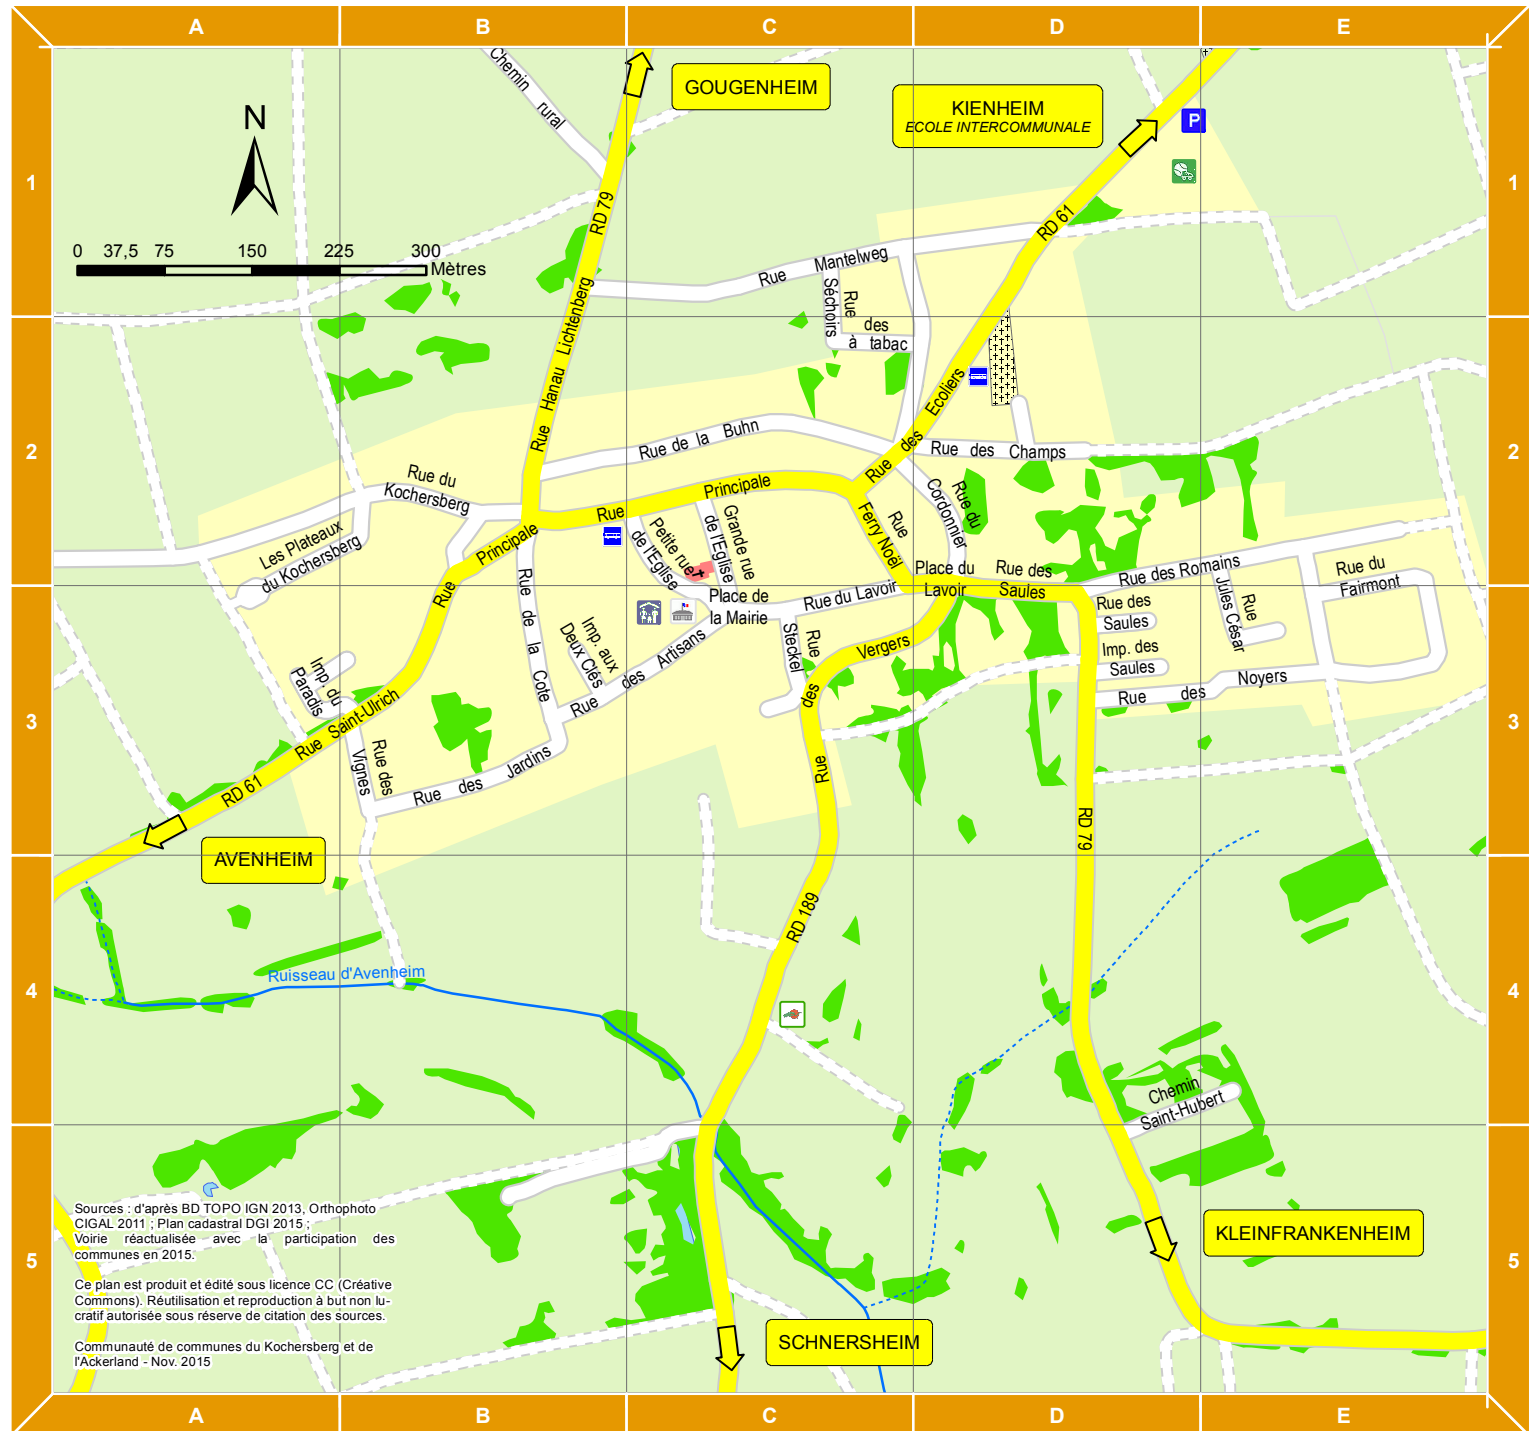 A B C D E
1
2
3
4
5
1
2
3
4
5
A B C D E
N
0 37,5 75 150 225 300
Mètres
GOUGENHEIM
KIENHEIM
ECOLE INTERCOMMUNALE
P
Chemin rural
RD 79
RD 61
Rue Mantelweg
Rue des
Séchoirs à tabac
Rue Hanau Lichtenberg
Rue des Ecoliers
Rue de la Buhn
Rue des Champs
Rue du
Kochersberg
Rue Principale
Principale
Rue du
Cordonnier
Rue
Ferry Noël
Petite rue
de l'Eglise
Grande rue
de l'Eglise
Les Plateaux
du Kochersberg
Place du
Lavoir
Rue des
Saules
Rue des Romains
Rue du
Fairmont
Rue
Jules César
Rue des
Saules
Imp. des
Saules
Rue des Noyers
Place de
la Mairie
Rue du Lavoir
Rue
Steckel
Rue des Vergers
Imp. aux
Deux Clés
Rue des Artisans
Rue de la Cote
Rue des Jardins
Rue des
Vignes
Imp. du
Paradis
Rue Saint-Ulrich
RD 61
AVENHEIM
RD 79
RD 189
Ruisseau d'Avenheim
Chemin
Saint-Hubert
KLEINFRANKENHEIM
SCHNERSHEIM
Sources : d'après BD TOPO IGN 2013, Orthophoto
CIGAL 2011 ; Plan cadastral DGI 2015 ;
Voirie réactualisée avec la participation des
communes en 2015.
Ce plan est produit et édité sous licence CC (Créative
Commons). Réutilisation et reproduction à but non lu-
cratif autorisée sous réserve de citation des sources.
Communauté de communes du Kochersberg et de
l'Ackerland - Nov. 2015